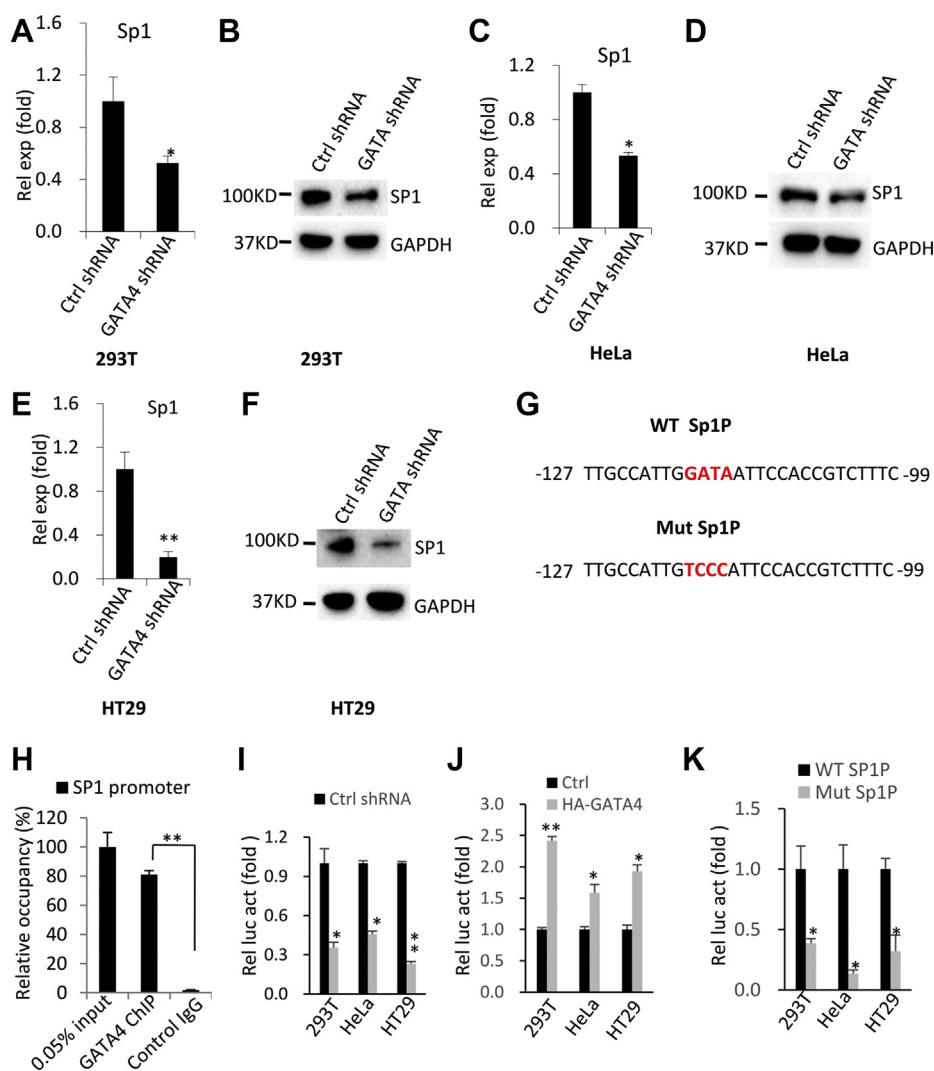 A
Sp1
Rel exp (fold)
1.6
1.2
0.8
0.4
0.0
*
Ctrl shRNA
GATA4 shRNA
293T
B
Ctrl shRNA
GATA shRNA
100KD
SP1
37KD
GAPDH
293T
C
Sp1
Rel exp (fold)
1.2
0.8
0.4
0.0
*
Ctrl shRNA
GATA4 shRNA
HeLa
D
Ctrl shRNA
GATA shRNA
100KD
SP1
37KD
GAPDH
HeLa
E
Sp1
Rel exp (fold)
1.6
1.2
0.8
0.4
0.0
**
Ctrl shRNA
GATA4 shRNA
HT29
F
Ctrl shRNA
GATA shRNA
100KD
SP1
37KD
GAPDH
HT29
G
WT Sp1P
-127 TTGCCATTGGATAATTCCACCGTCTTTC -99
Mut Sp1P
-127 TTGCCATTGTCCCATTCCACCGTCTTTC -99
H
SP1 promoter
Relative occupancy (%)
120
100
80
60
40
20
0
**
0.05% input
GATA4 ChIP
Control IgG
I
Ctrl shRNA
Rel luc act (fold )
1.2
0.9
0.6
0.3
0.0
*
*
**
293T
HeLa
HT29
J
Ctrl
HA-GATA4
Rel luc act (fold )
3.0
2.5
2.0
1.5
1.0
0.5
0.0
**
*
*
293T
HeLa
HT29
K
WT SP1P
Mut Sp1P
Rel luc act (fold )
1.5
1.0
0.5
0.0
*
*
*
293T
HeLa
HT29